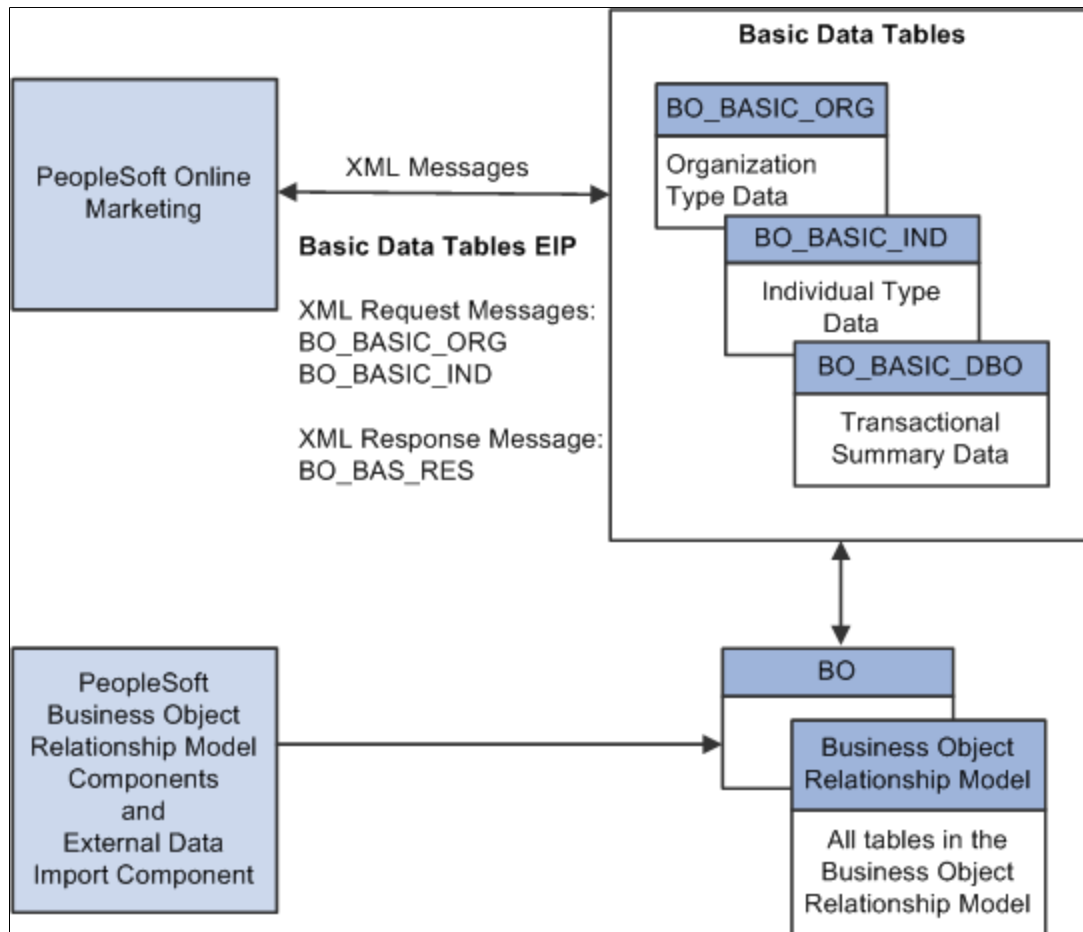 PeopleSoft Online
Marketing
XML Messages
Basic Data Tables EIP
XML Request Messages:
BO_BASIC_ORG
BO_BASIC_IND
XML Response Message:
BO_BAS_RES
Basic Data Tables
BO_BASIC_ORG
Organization
Type Data
BO_BASIC_IND
Individual Type
Data
BO_BASIC_DBO
Transactional
Summary Data
PeopleSoft
Business Object
Relationship Model
Components
and
External Data
Import Component
BO
Business Object
Relationship Model
All tables in the
Business Object
Relationship Model